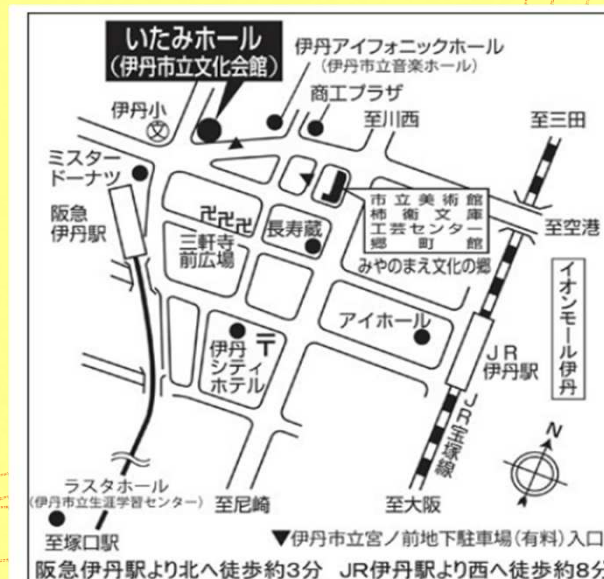 いたみホール
（伊丹市立文化会館）
伊丹アイフォニックホール
（伊丹市立音楽ホール）
商工プラザ
伊丹小
文
至川西
至三田
ミスター
ドーナツ
阪急
伊丹駅
卍卍卍
三軒寺
前広場
長寿蔵
市立美術館
柿衞文庫
工芸センター
郷町館
みやのまえ文化の郷
至空港
イオンモール伊丹
アイホール
伊丹
シティ
ホテル
〒
JR
伊丹駅
JR宝塚線
N
ラスタホール
（伊丹市立生涯学習センター）
至塚口駅
至尼崎
至大阪
▼伊丹市立宮ノ前地下駐車場（有料）入口
阪急伊丹駅より北へ徒歩約3分 JR伊丹駅より西へ徒歩約8分